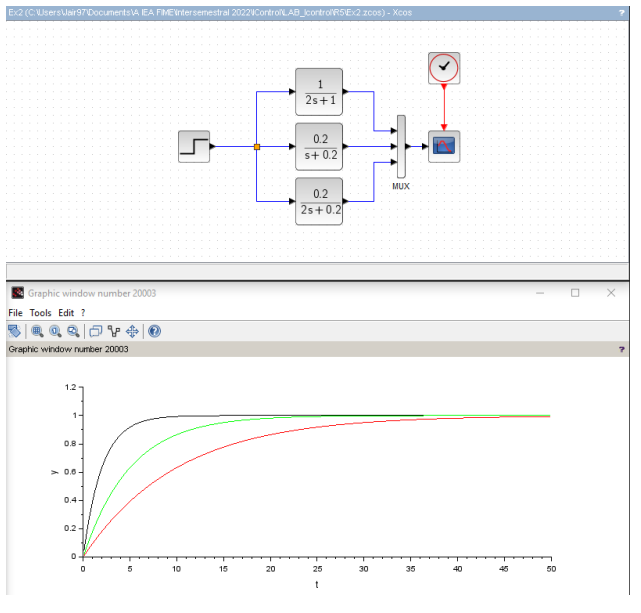 Ex2 (C:\Users\Jair97\Documents\A IEA FIME\Intersemestral 2022\Control\LAB_Icontrol\R5\Ex2.zcos) - Xcos ?
1
2s+1
0.2
s+0.2
0.2
2s+0.2
MUX
Graphic window number 20003
File Tools Edit ?
Graphic window number 20003 ?
1.2
1
0.8
0.6
0.4
0.2
0
y
0 5 10 15 20 25 30 35 40 45 50
t